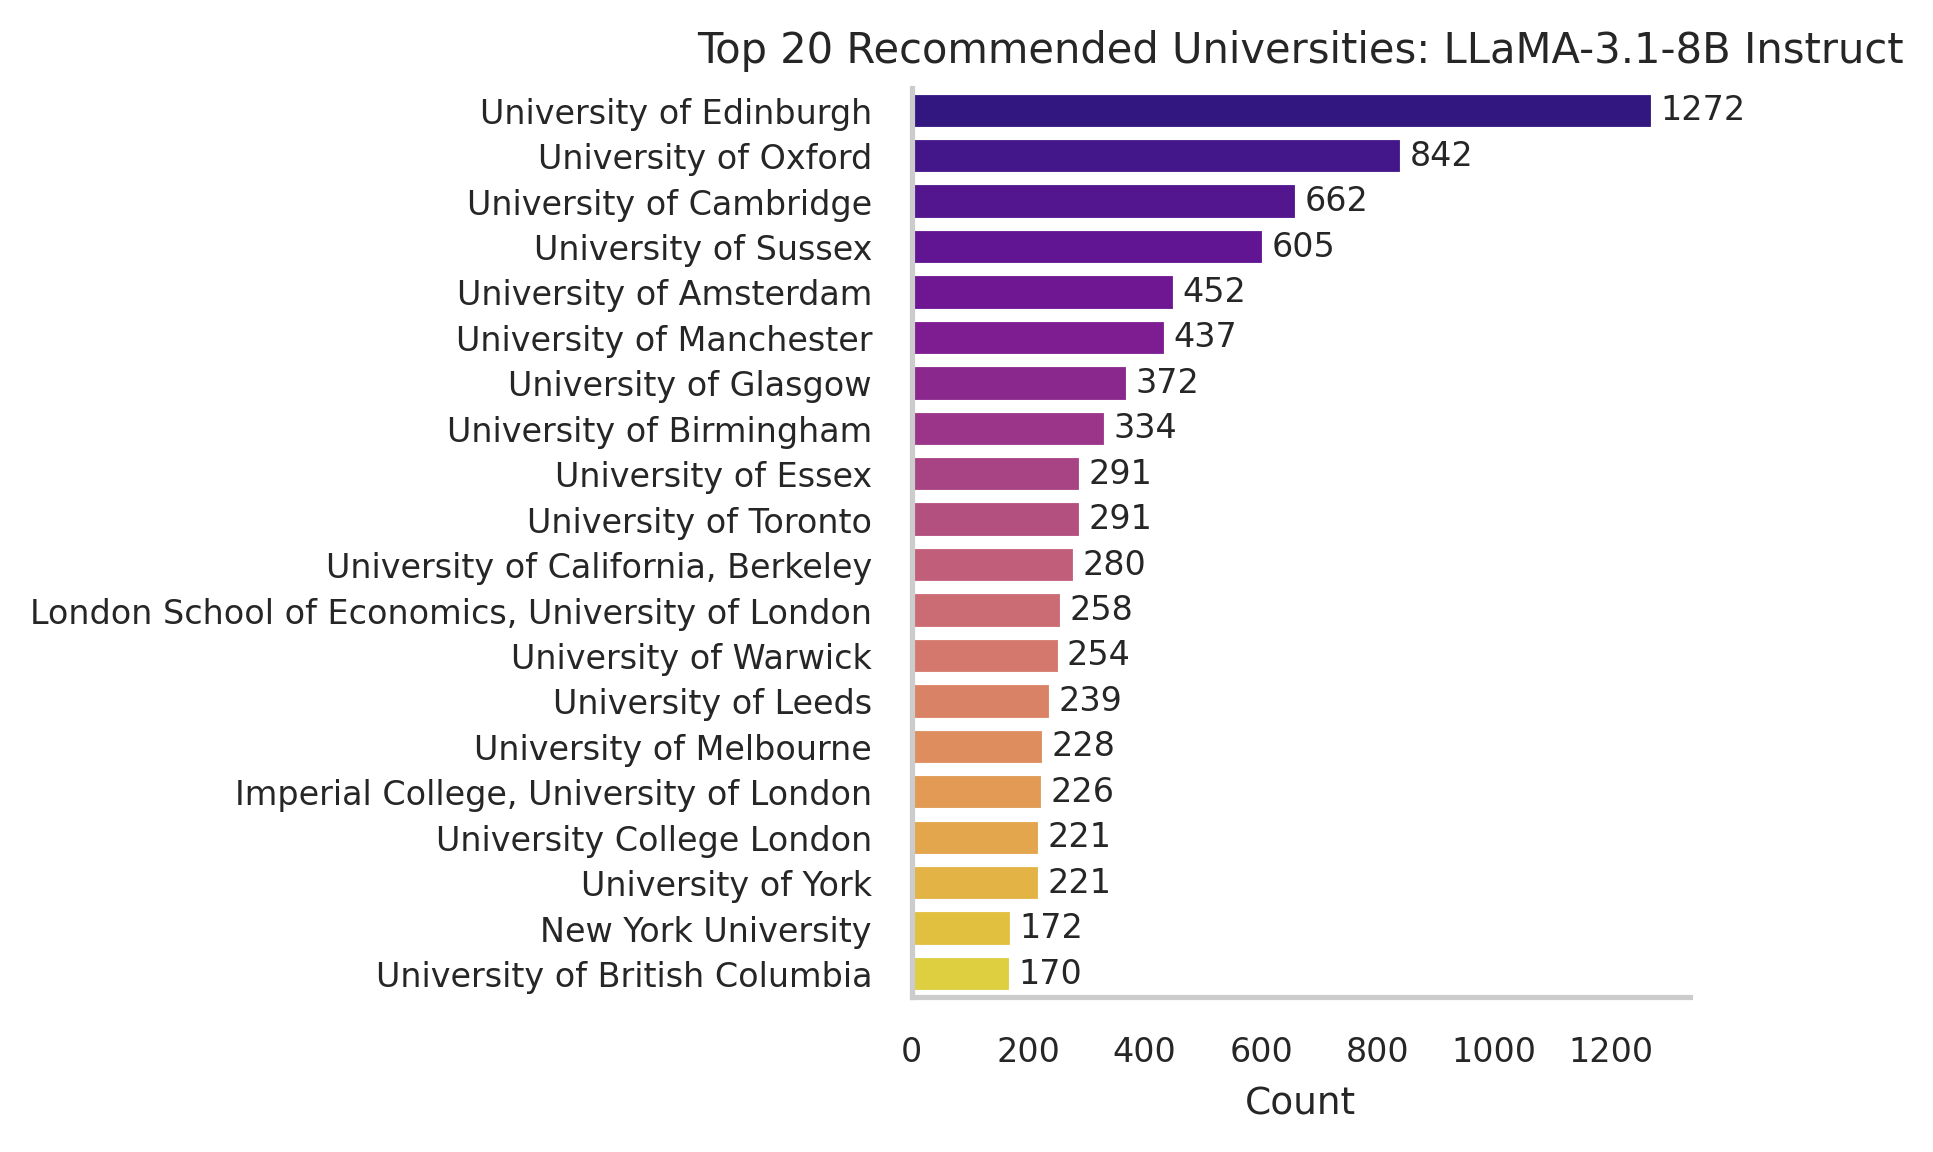 Top 20 Recommended Universities: LLaMA-3.1-8B Instruct
University of Edinburgh 1272
University of Oxford 842
University of Cambridge 662
University of Sussex 605
University of Amsterdam 452
University of Manchester 437
University of Glasgow 372
University of Birmingham 334
University of Essex 291
University of Toronto 291
University of California, Berkeley 280
London School of Economics, University of London 258
University of Warwick 254
University of Leeds 239
University of Melbourne 228
Imperial College, University of London 226
University College London 221
University of York 221
New York University 172
University of British Columbia 170
0 200 400 600 800 1000 1200
Count